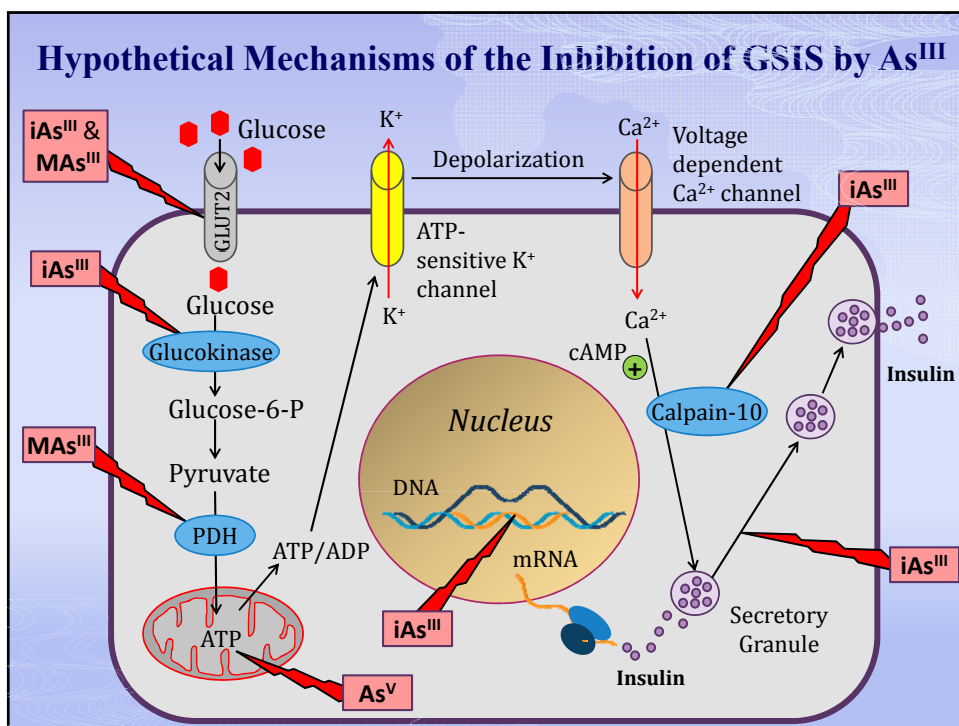 Hypothetical Mechanisms of the Inhibition of GSIS by Asᴵᴵᴵ
iAsᴵᴵᴵ &
MAsᴵᴵᴵ
Glucose
GLUT2
K⁺
Depolarization
Ca²⁺
Voltage
dependent
Ca²⁺ channel
iAsᴵᴵᴵ
ATP-
sensitive K⁺
channel
K⁺
iAsᴵᴵᴵ
Glucose
Glucokinase
Glucose-6-P
MAsᴵᴵᴵ
Pyruvate
PDH
ATP/ADP
ATP
Asⱽ
Ca²⁺
cAMP
+
Calpain-10
Insulin
Nucleus
DNA
mRNA
iAsᴵᴵᴵ
iAsᴵᴵᴵ
Secretory
Granule
Insulin